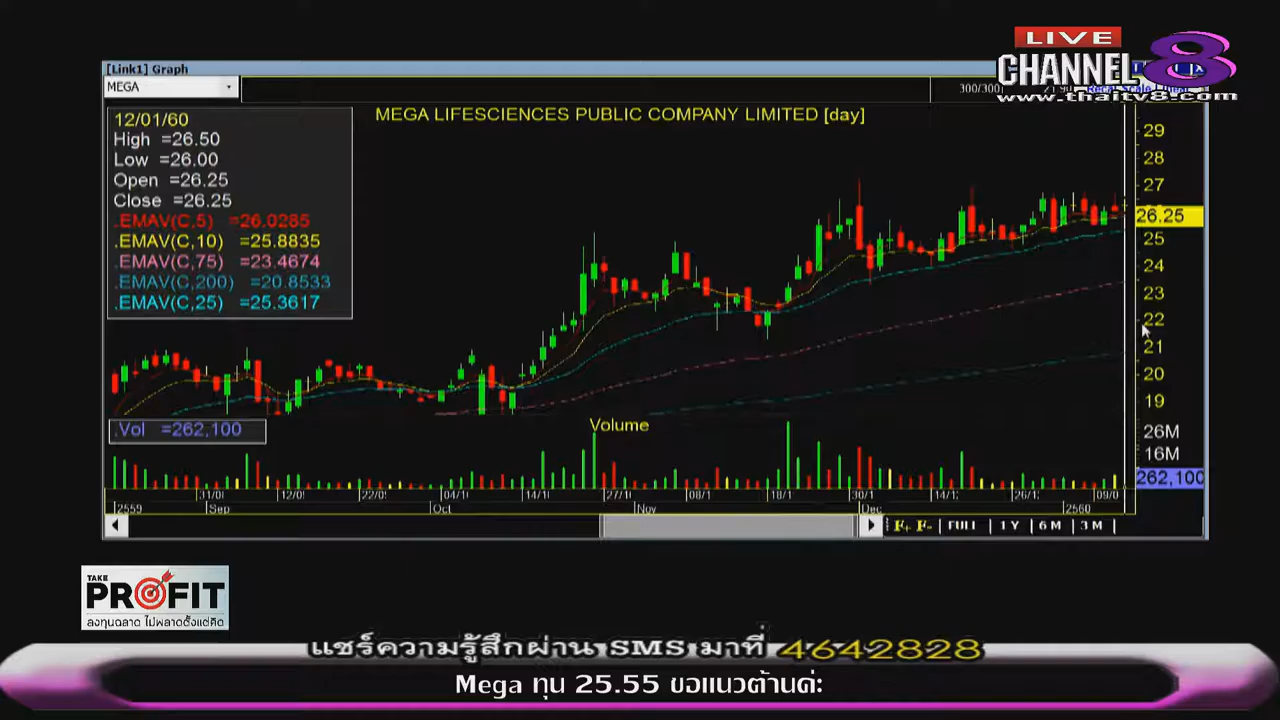 LIVE
CHANNEL 8
www.thaitv8.com
[Link1] Graph
MEGA
300/300
MEGA LIFESCIENCES PUBLIC COMPANY LIMITED [day]
12/01/60
High =26.50
Low =26.00
Open =26.25
Close =26.25
.EMAV(C,5) =26.0285
.EMAV(C,10) =25.8835
.EMAV(C,75) =23.4674
.EMAV(C,200) =20.8533
.EMAV(C,25) =25.3617
29
28
27
26.25
25
24
23
22
21
20
19
.Vol =262,100
Volume
26M
16M
262,100
31/0
12/0
22/0
04/1
14/1
27/1
08/1
18/1
30/1
14/1
26/1
09/0
2559
Sep
Oct
Nov
Dec
2560
F+ F- FULL 1 Y 6 M 3 M
TAKE
PROFIT
ลงทุนฉลาด ไม่พลาดตั้งแต่คิด
แชร์ความรู้สึกผ่าน SMS มาที่ 4642828
Mega ทุน 25.55 ขอแนวต้านค่ะ